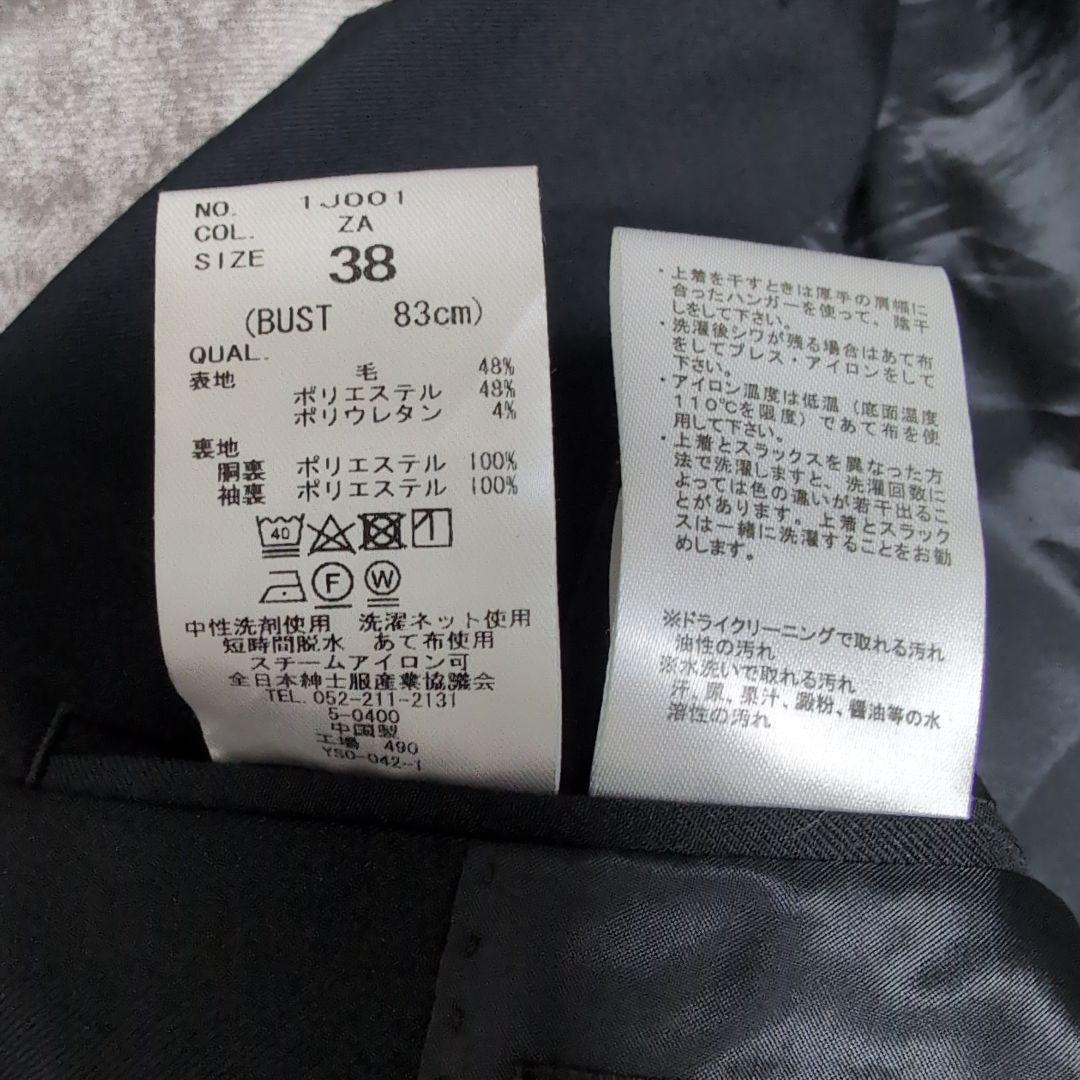 NO. 1J001
COL. ZA
SIZE 38
(BUST 83cm)
QUAL.
表地 毛 48%
ポリエステル 48%
ポリウレタン 4%
裏地
胴裏 ポリエステル 100%
袖裏 ポリエステル 100%
40
F W
中性洗剤使用 洗濯ネット使用
短時間脱水 あて布使用
スチームアイロン可
全日本紳士服産業協議会
TEL.052-211-2131
5-0400
中国製
工場 490
YSO-042-1
・上着を干すときは厚手の肩幅に
合ったハンガーを使って、陰干
しをして下さい。
・洗濯後シワが残る場合はあて布
をしてプレス・アイロンをして
下さい。
・アイロン温度は低温(底面温度
110℃を限度)であて布を使
用して下さい。
・上着とスラックスを異なった方
法で洗濯しますと、洗濯回数に
よっては色の違いが若干出るこ
とがあります。上着とスラック
スは一緒に洗濯することをお勧
めします。
※ドライクリーニングで取れる汚れ
油性の汚れ
※水洗いで取れる汚れ
汗、尿、果汁、澱粉、醤油等の水
溶性の汚れ